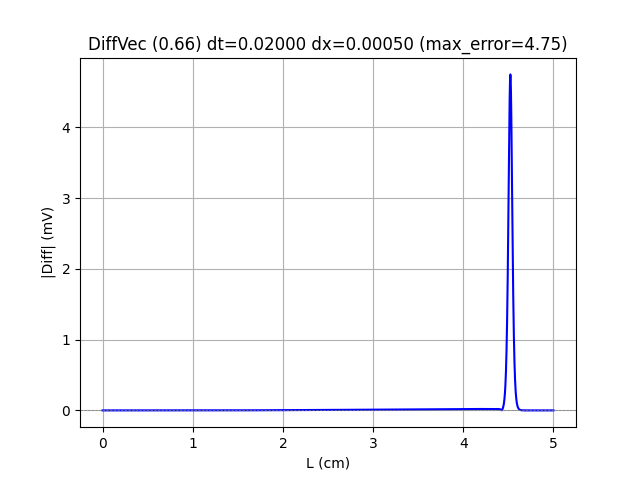 DiffVec (0.66) dt=0.02000 dx=0.00050 (max_error=4.75)
|Diff| (mV)
4
3
2
1
0
0 1 2 3 4 5
L (cm)